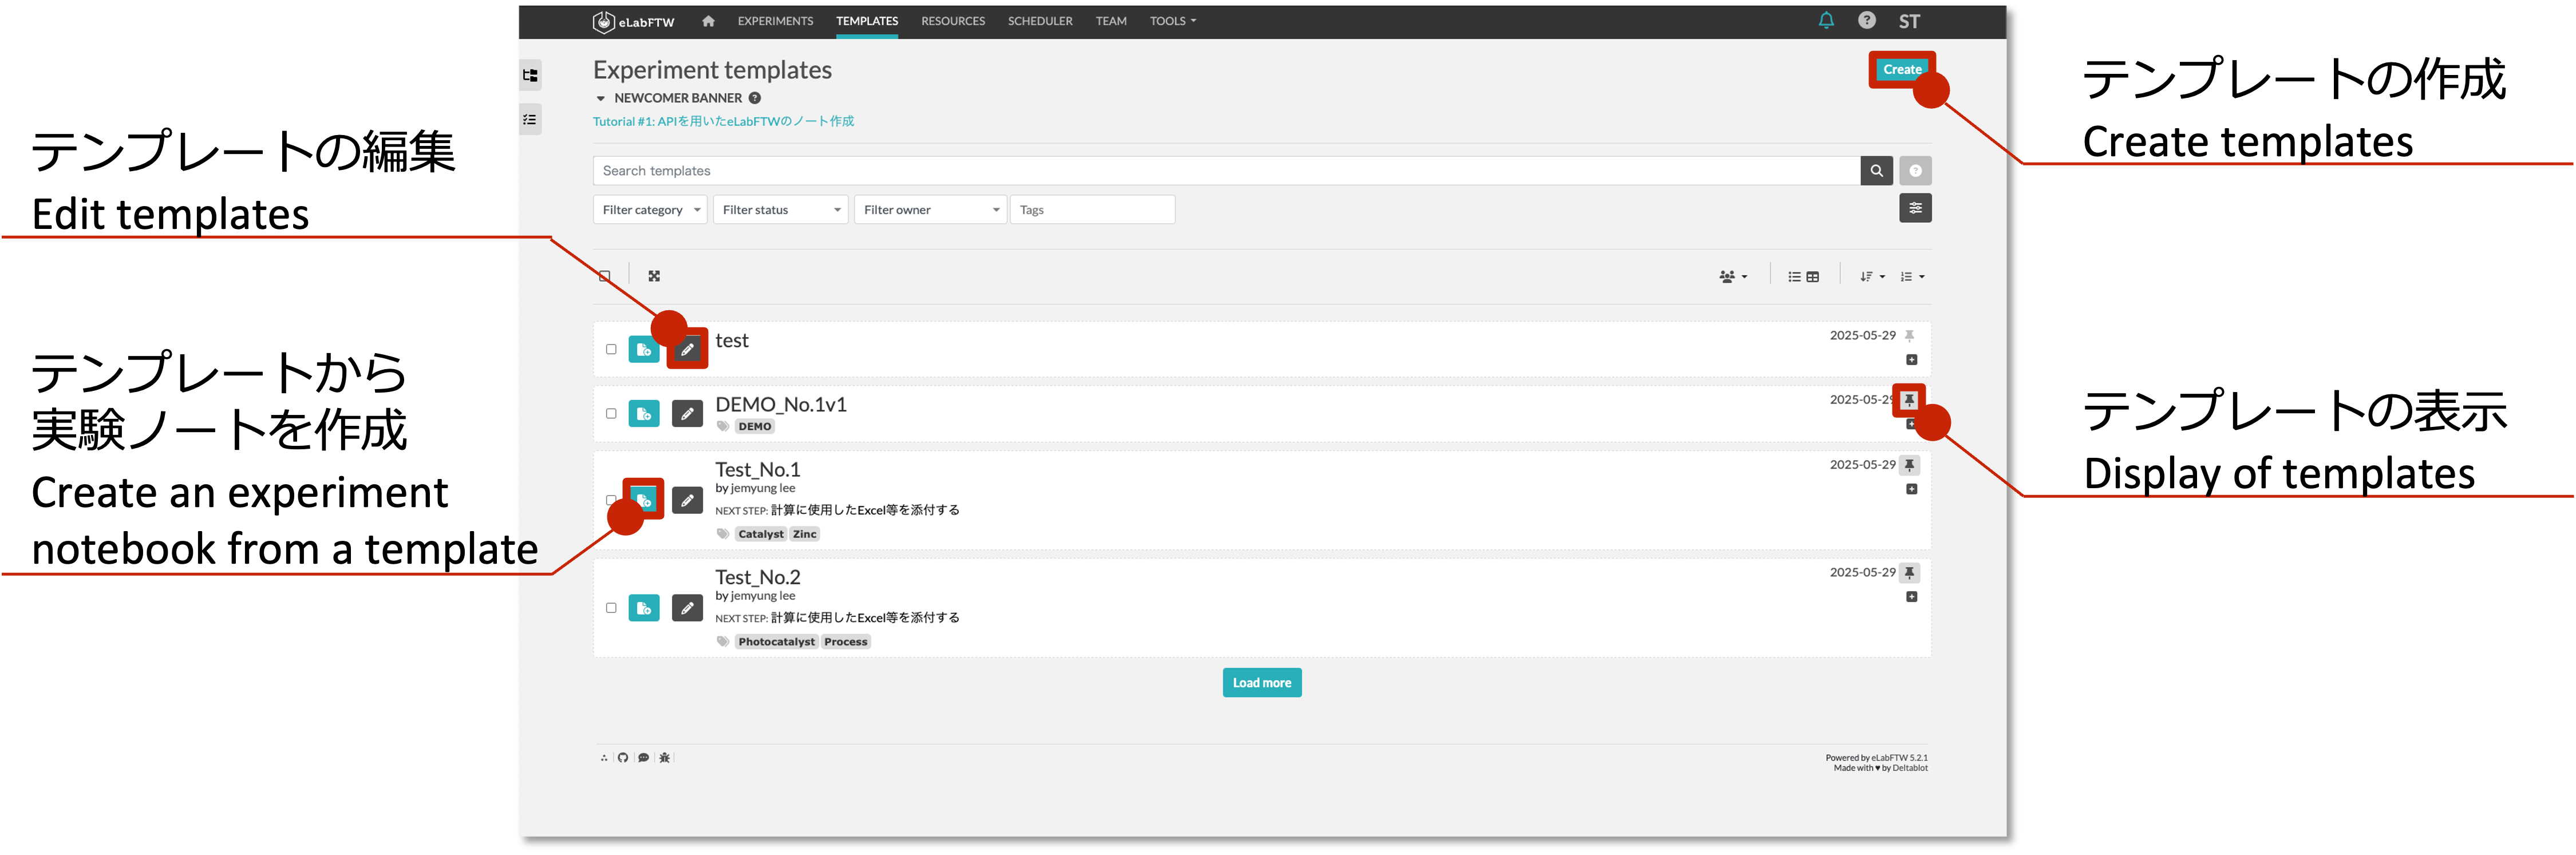 eLabFTW EXPERIMENTS TEMPLATES RESOURCES SCHEDULER TEAM TOOLS ST
Experiment templates
Create
NEWCOMER BANNER
Tutorial #1: APIを用いたeLabFTWのノート作成
Search templates
Filter category Filter status Filter owner Tags
test
2025-05-29
DEMO_No.1v1
2025-05-29
DEMO
Test_No.1
2025-05-29
by jemyung lee
NEXT STEP: 計算に使用したExcel等を添付する
Catalyst Zinc
Test_No.2
2025-05-29
by jemyung lee
NEXT STEP: 計算に使用したExcel等を添付する
Photocatalyst Process
Load more
Powered by eLabFTW 5.2.1
Made with ♥ by Deltablot
テンプレートの編集
Edit templates
テンプレートから
実験ノートを作成
Create an experiment
notebook from a template
テンプレートの作成
Create templates
テンプレートの表示
Display of templates